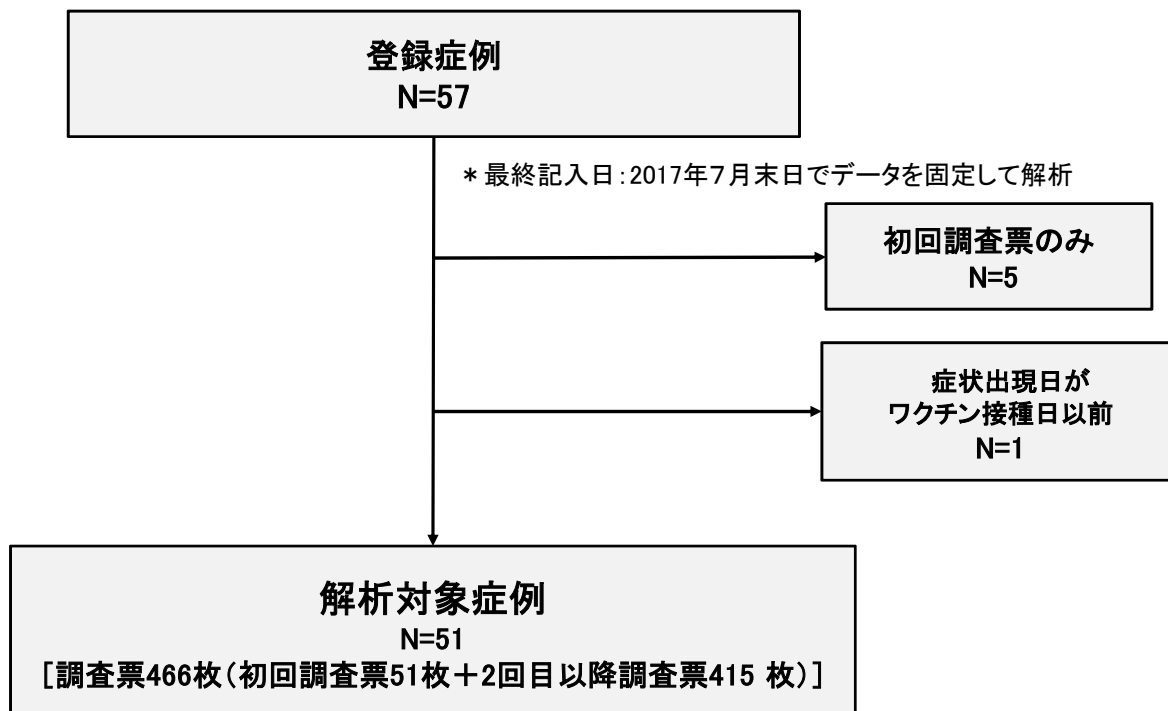 登録症例
N=57
＊最終記入日：2017年７月末日でデータを固定して解析
初回調査票のみ
N=5
症状出現日が
ワクチン接種日以前
N=1
解析対象症例
N=51
［調査票466枚（初回調査票51枚＋2回目以降調査票415 枚）］